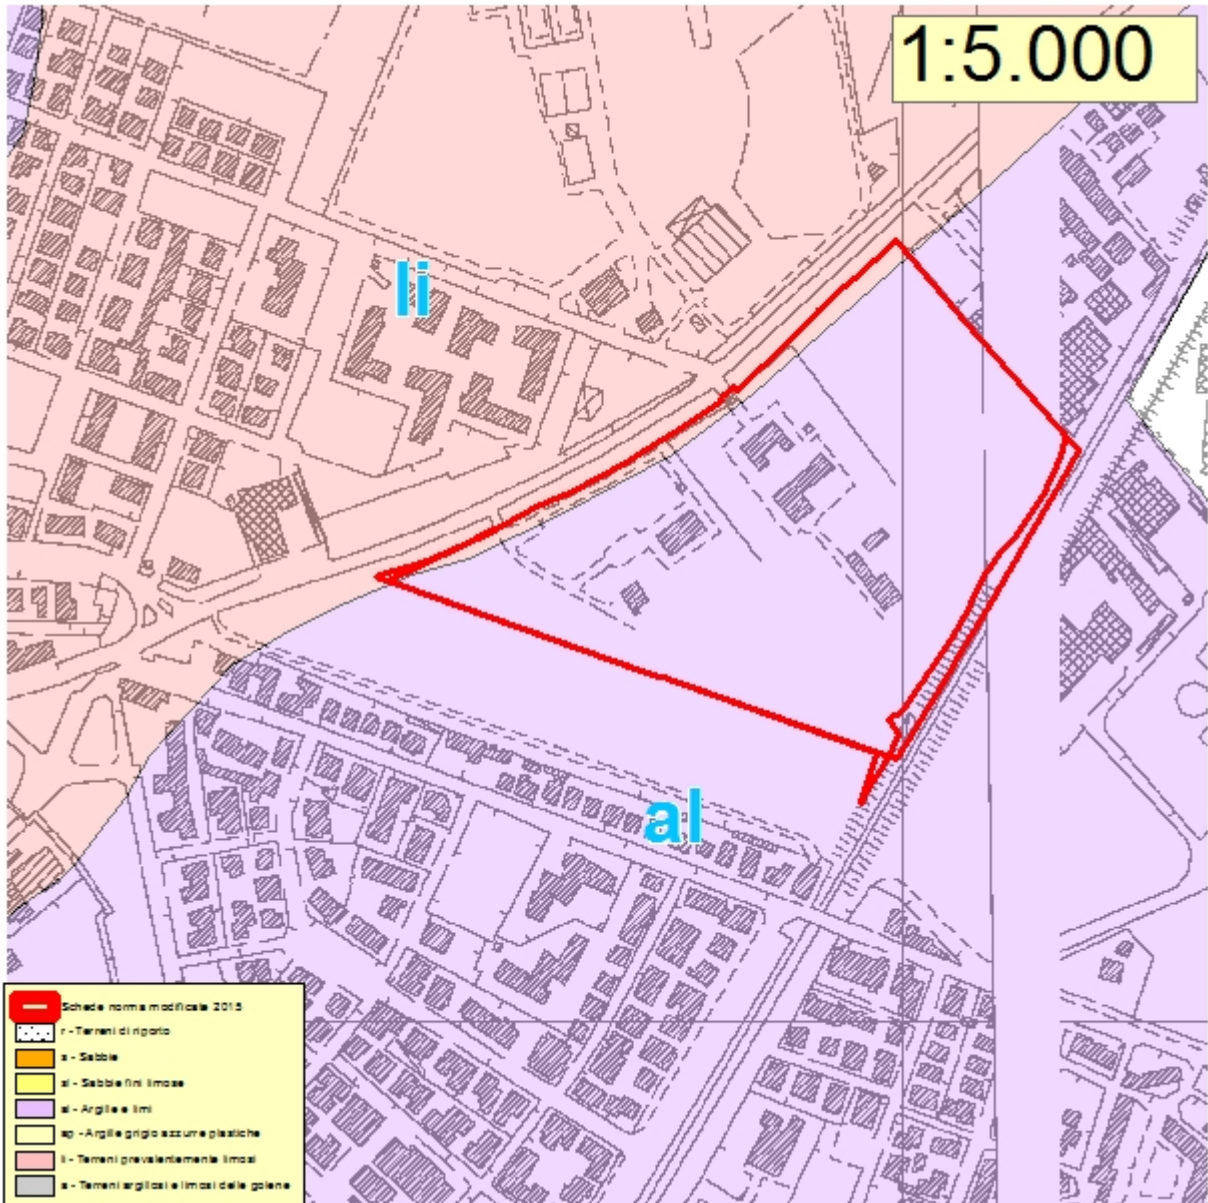 1:5.000
li
al
Schede norma modificate 2015
r - Terreni di riporto
s - Sabbie
sl - Sabbie fini limose
al - Argille e limi
ap - Argille grigio azzurre plastiche
li - Terreni prevalentemente limosi
a - Terreni argillosi e limosi delle golene